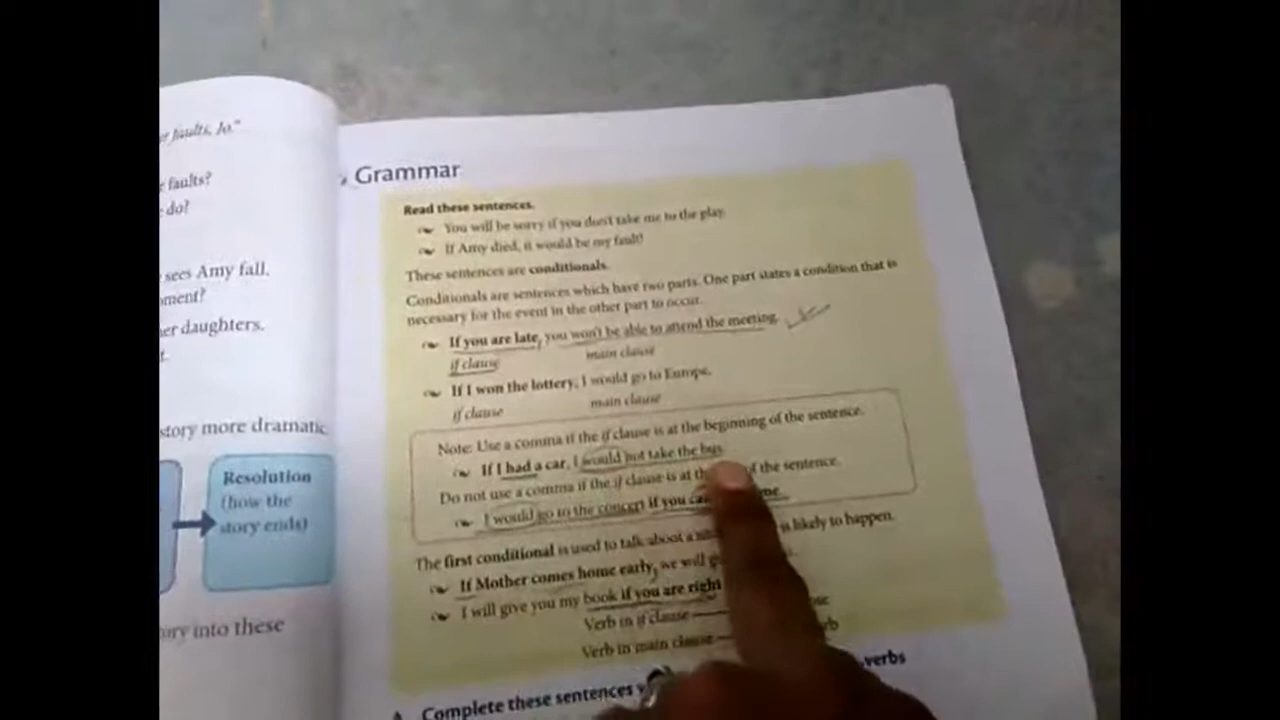 r faults, Jo."
faults?
do?
sees Amy fall.
oment?
er daughters.
t.
story more dramatic
Resolution
(how the
story ends)
ory into these
Grammar
Read these sentences.
You will be sorry if you don't take me to the play.
If Amy died, it would be my fault!
These sentences are conditionals.
Conditionals are sentences which have two parts. One part states a condition that is
necessary for the event in the other part to occur.
If you are late, you won't be able to attend the meeting.
if clause main clause
If I won the lottery, I would go to Europe.
if clause main clause
Note: Use a comma if the if clause is at the beginning of the sentence.
If I had a car, I would not take the bus.
Do not use a comma if the if clause is at of the sentence.
I would go to the concert if you me.
The first conditional is used to talk about a is likely to happen.
If Mother comes home early, we will
I will give you my book if you are right
Verb in if clause
Verb in main clause
A Complete these sentences verbs